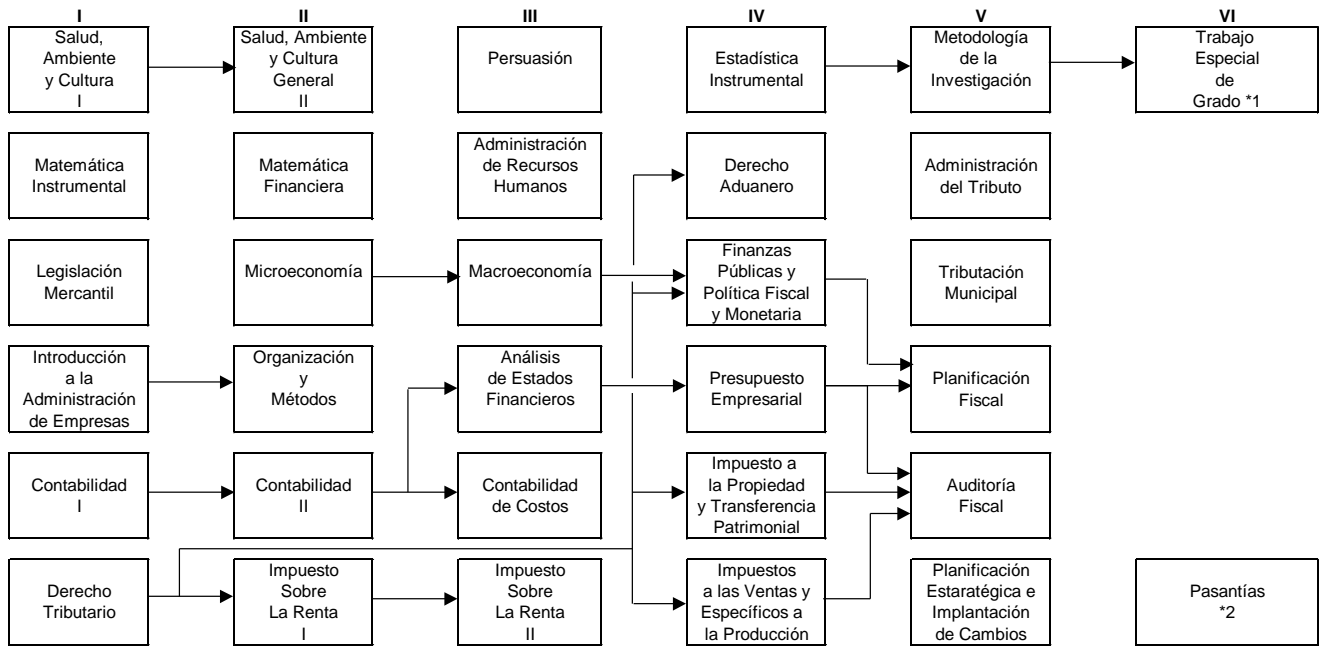 I II III IV V VI
Salud,
Ambiente
y Cultura
I
Salud, Ambiente
y Cultura
General
II
Persuasión
Estadística
Instrumental
Metodología
de la
Investigación
Trabajo
Especial
de
Grado *1
Matemática
Instrumental
Matemática
Financiera
Administración
de Recursos
Humanos
Derecho
Aduanero
Administración
del Tributo
Legislación
Mercantil
Microeconomía
Macroeconomía
Finanzas
Públicas y
Política Fiscal
y Monetaria
Tributación
Municipal
Introducción
a la
Administración
de Empresas
Organización
y
Métodos
Análisis
de Estados
Financieros
Presupuesto
Empresarial
Planificación
Fiscal
Contabilidad
I
Contabilidad
II
Contabilidad
de Costos
Impuesto a
la Propiedad
y Transferencia
Patrimonial
Auditoría
Fiscal
Derecho
Tributario
Impuesto
Sobre
La Renta
I
Impuesto
Sobre
La Renta
II
Impuestos
a las Ventas y
Específicos a
la Producción
Planificación
Estaratégica e
Implantación
de Cambios
Pasantías
*2